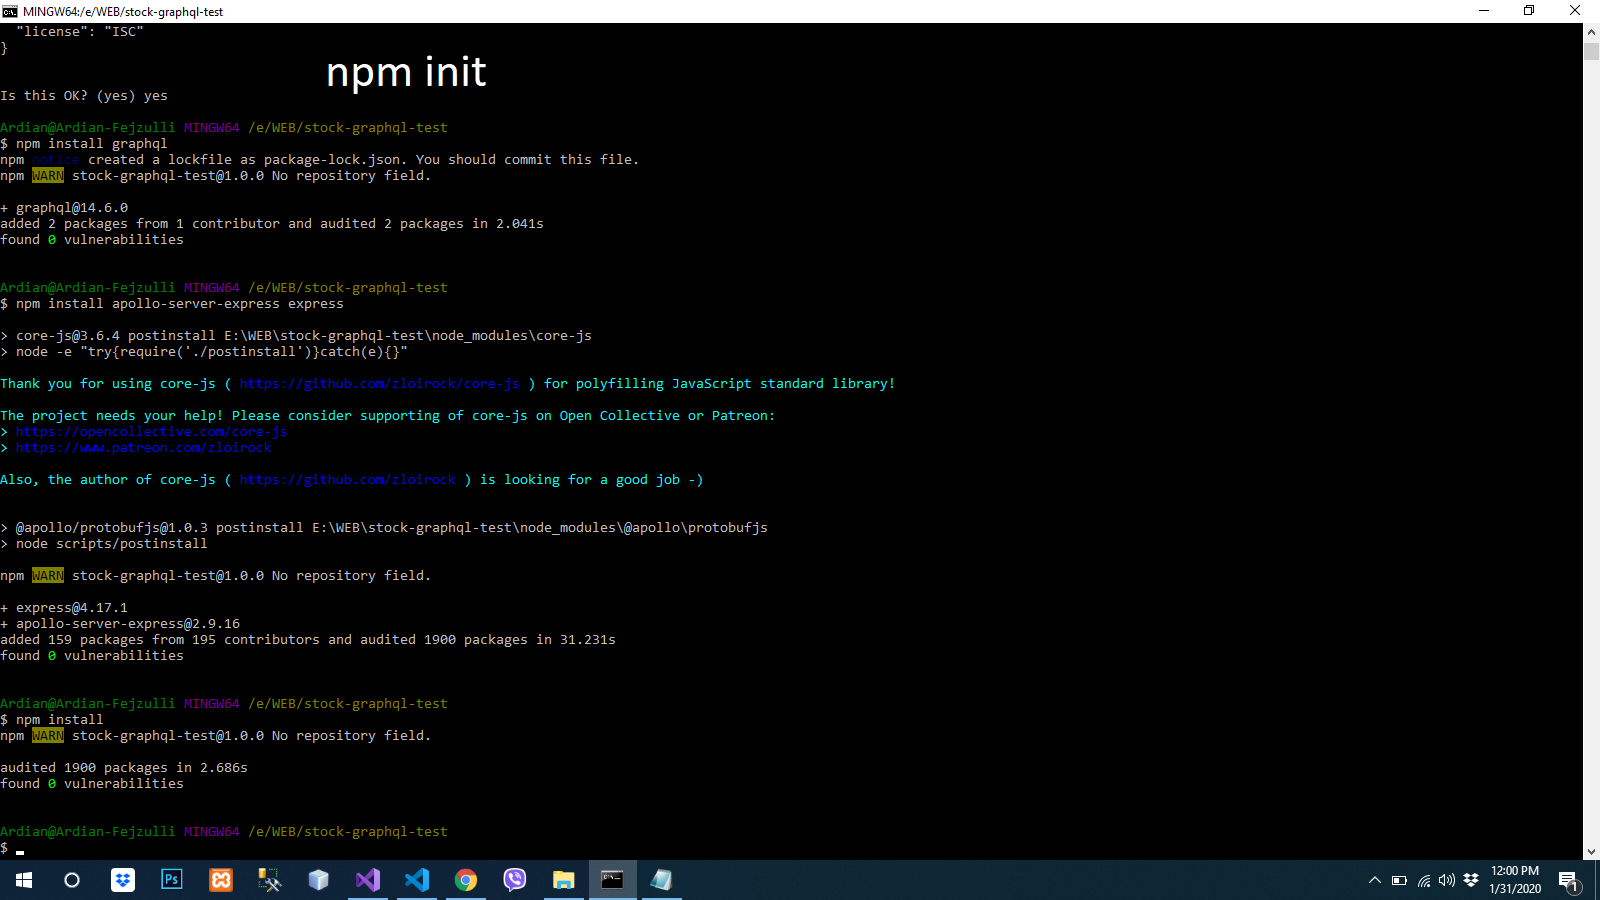 MINGW64:/e/WEB/stock-graphql-test
"license": "ISC"
}
npm init
Is this OK? (yes) yes
Ardian@Ardian-Fejzulli MINGW64 /e/WEB/stock-graphql-test
$ npm install graphql
npm notice created a lockfile as package-lock.json. You should commit this file.
npm WARN stock-graphql-test@1.0.0 No repository field.
+ graphql@14.6.0
added 2 packages from 1 contributor and audited 2 packages in 2.041s
found 0 vulnerabilities
Ardian@Ardian-Fejzulli MINGW64 /e/WEB/stock-graphql-test
$ npm install apollo-server-express express
> core-js@3.6.4 postinstall E:\WEB\stock-graphql-test\node_modules\core-js
> node -e "try{require('./postinstall')}catch(e){}"
Thank you for using core-js ( https://github.com/zloirock/core-js ) for polyfilling JavaScript standard library!
The project needs your help! Please consider supporting of core-js on Open Collective or Patreon:
> https://opencollective.com/core-js
> https://www.patreon.com/zloirock
Also, the author of core-js ( https://github.com/zloirock ) is looking for a good job -)
> @apollo/protobufjs@1.0.3 postinstall E:\WEB\stock-graphql-test\node_modules\@apollo\protobufjs
> node scripts/postinstall
npm WARN stock-graphql-test@1.0.0 No repository field.
+ express@4.17.1
+ apollo-server-express@2.9.16
added 159 packages from 195 contributors and audited 1900 packages in 31.231s
found 0 vulnerabilities
Ardian@Ardian-Fejzulli MINGW64 /e/WEB/stock-graphql-test
$ npm install
npm WARN stock-graphql-test@1.0.0 No repository field.
audited 1900 packages in 2.686s
found 0 vulnerabilities
Ardian@Ardian-Fejzulli MINGW64 /e/WEB/stock-graphql-test
$
Ps
12:00 PM
1/31/2020
1